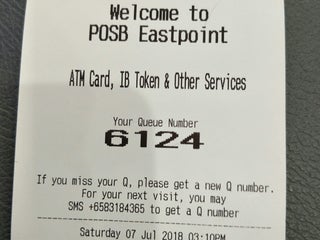 Welcome to
POSB Eastpoint
ATM Card, IB Token & Other Services
Your Queue Number
6124
If you miss your Q, please get a new Q number.
For your next visit, you may
SMS +6583184365 to get a Q number
Saturday 07 Jul 2018 03:10PM